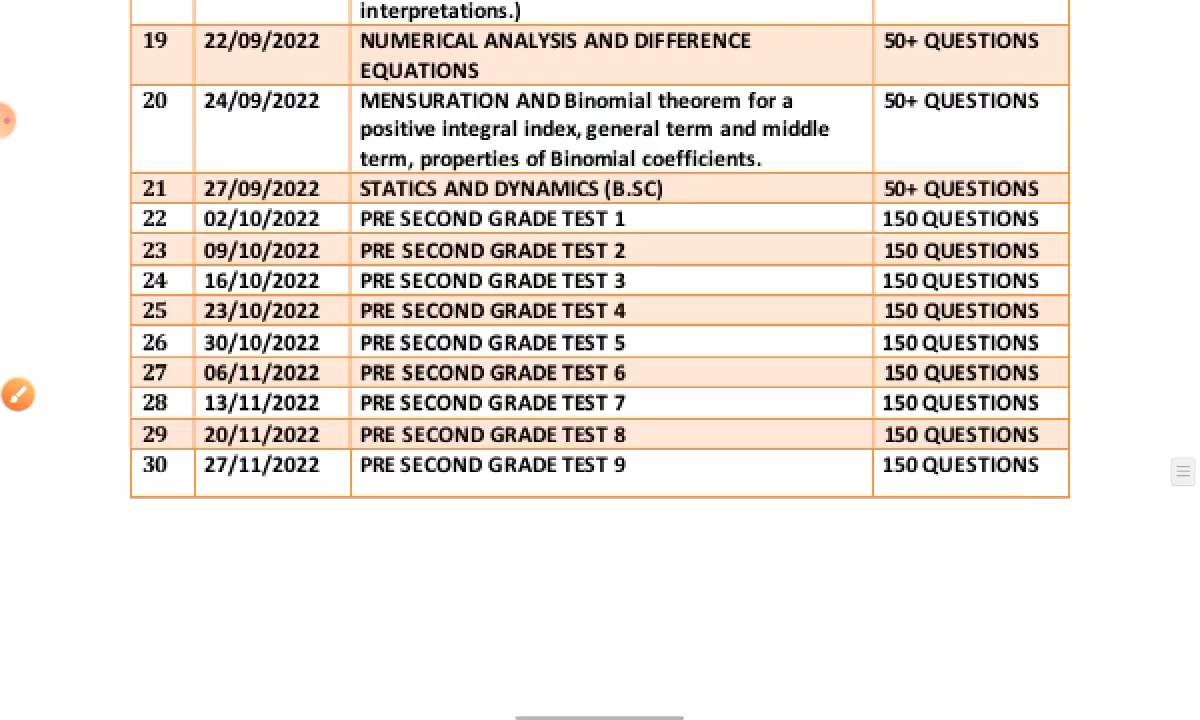 interpretations.)
19 22/09/2022 NUMERICAL ANALYSIS AND DIFFERENCE 50+ QUESTIONS
EQUATIONS
20 24/09/2022 MENSURATION AND Binomial theorem for a 50+ QUESTIONS
positive integral index, general term and middle
term, properties of Binomial coefficients.
21 27/09/2022 STATICS AND DYNAMICS (B.SC) 50+ QUESTIONS
22 02/10/2022 PRE SECOND GRADE TEST 1 150 QUESTIONS
23 09/10/2022 PRE SECOND GRADE TEST 2 150 QUESTIONS
24 16/10/2022 PRE SECOND GRADE TEST 3 150 QUESTIONS
25 23/10/2022 PRE SECOND GRADE TEST 4 150 QUESTIONS
26 30/10/2022 PRE SECOND GRADE TEST 5 150 QUESTIONS
27 06/11/2022 PRE SECOND GRADE TEST 6 150 QUESTIONS
28 13/11/2022 PRE SECOND GRADE TEST 7 150 QUESTIONS
29 20/11/2022 PRE SECOND GRADE TEST 8 150 QUESTIONS
30 27/11/2022 PRE SECOND GRADE TEST 9 150 QUESTIONS